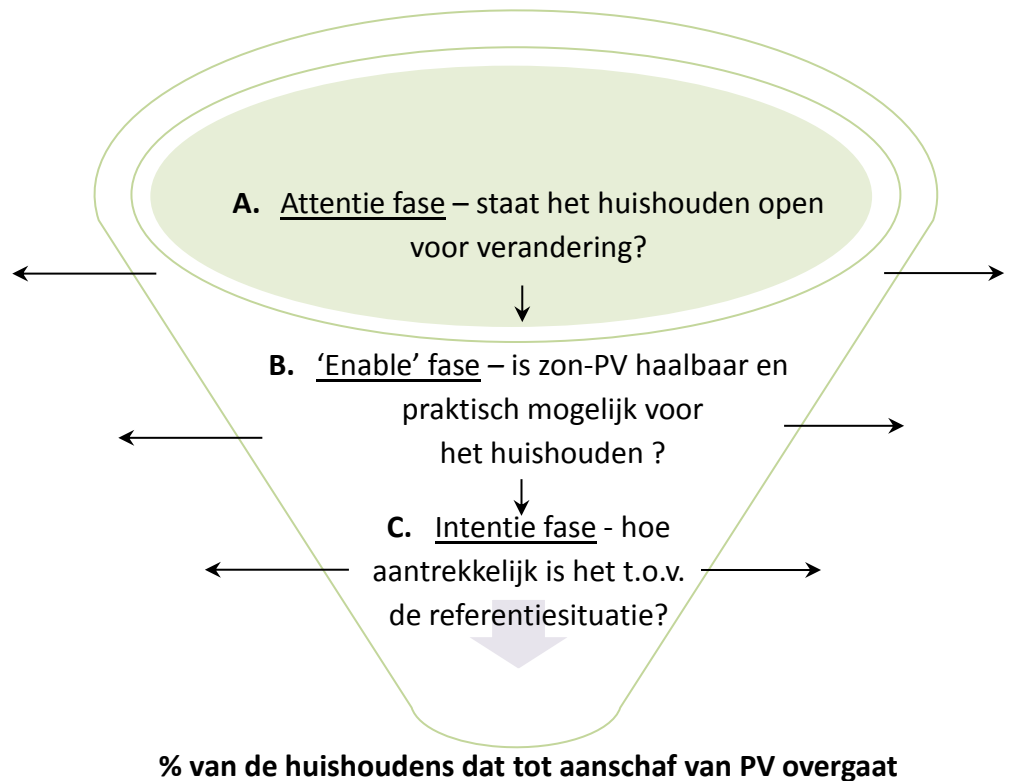 A. Attentie fase – staat het huishouden open
voor verandering?
B. ‘Enable’ fase – is zon-PV haalbaar en
praktisch mogelijk voor
het huishouden ?
C. Intentie fase - hoe
aantrekkelijk is het t.o.v.
de referentiesituatie?
% van de huishoudens dat tot aanschaf van PV overgaat